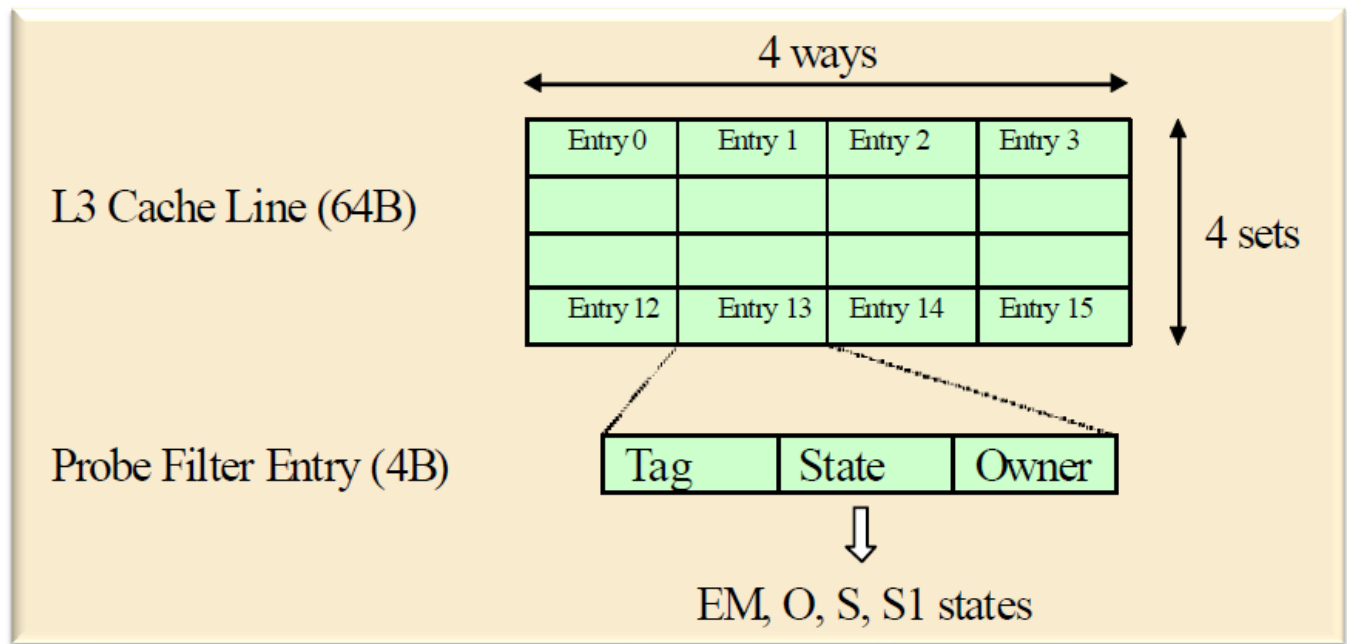 4 ways
Entry 0 Entry 1 Entry 2 Entry 3
L3 Cache Line (64B)
4 sets
Entry 12 Entry 13 Entry 14 Entry 15
Probe Filter Entry (4B)
Tag State Owner
EM, O, S, S1 states